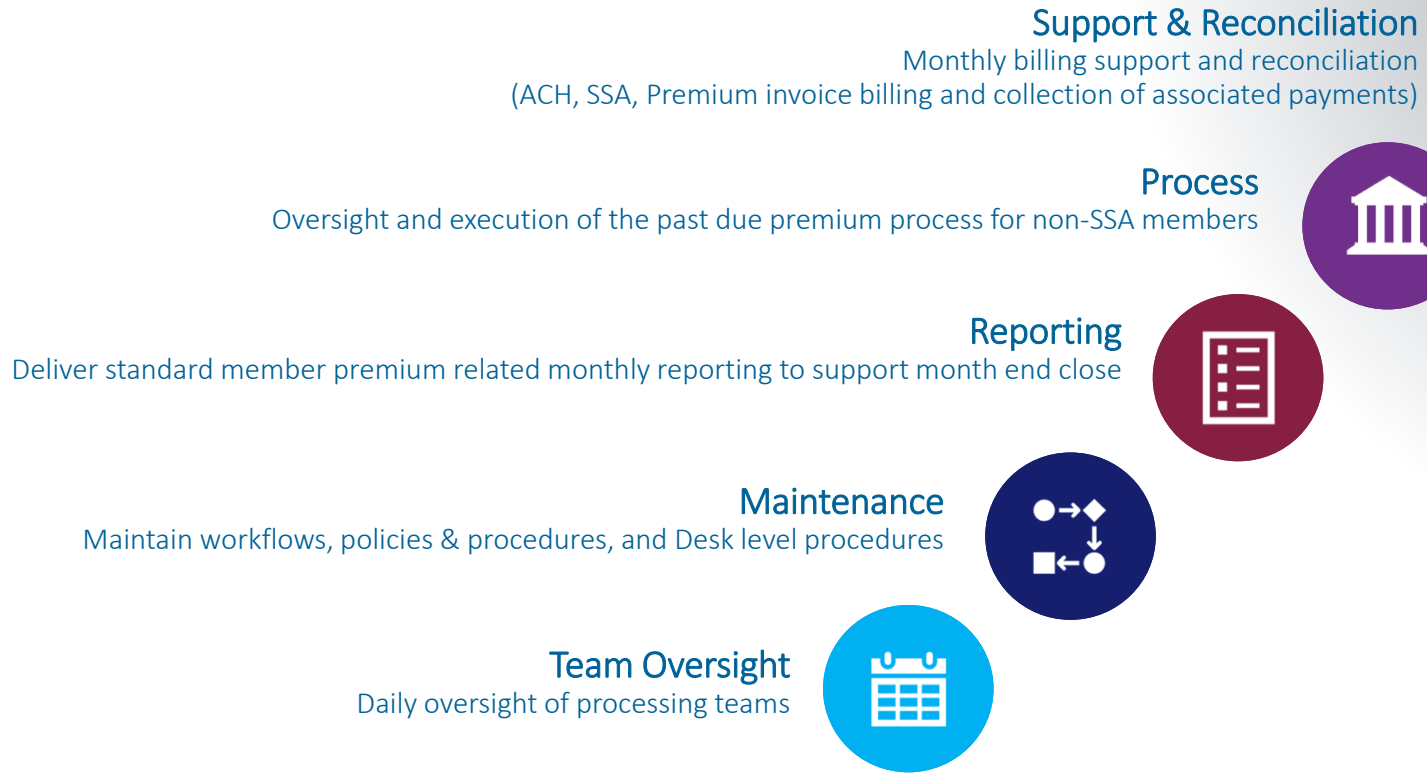 Support & Reconciliation
Monthly billing support and reconciliation
(ACH, SSA, Premium invoice billing and collection of associated payments)
Process
Oversight and execution of the past due premium process for non-SSA members
Reporting
Deliver standard member premium related monthly reporting to support month end close
Maintenance
Maintain workflows, policies & procedures, and Desk level procedures
Team Oversight
Daily oversight of processing teams